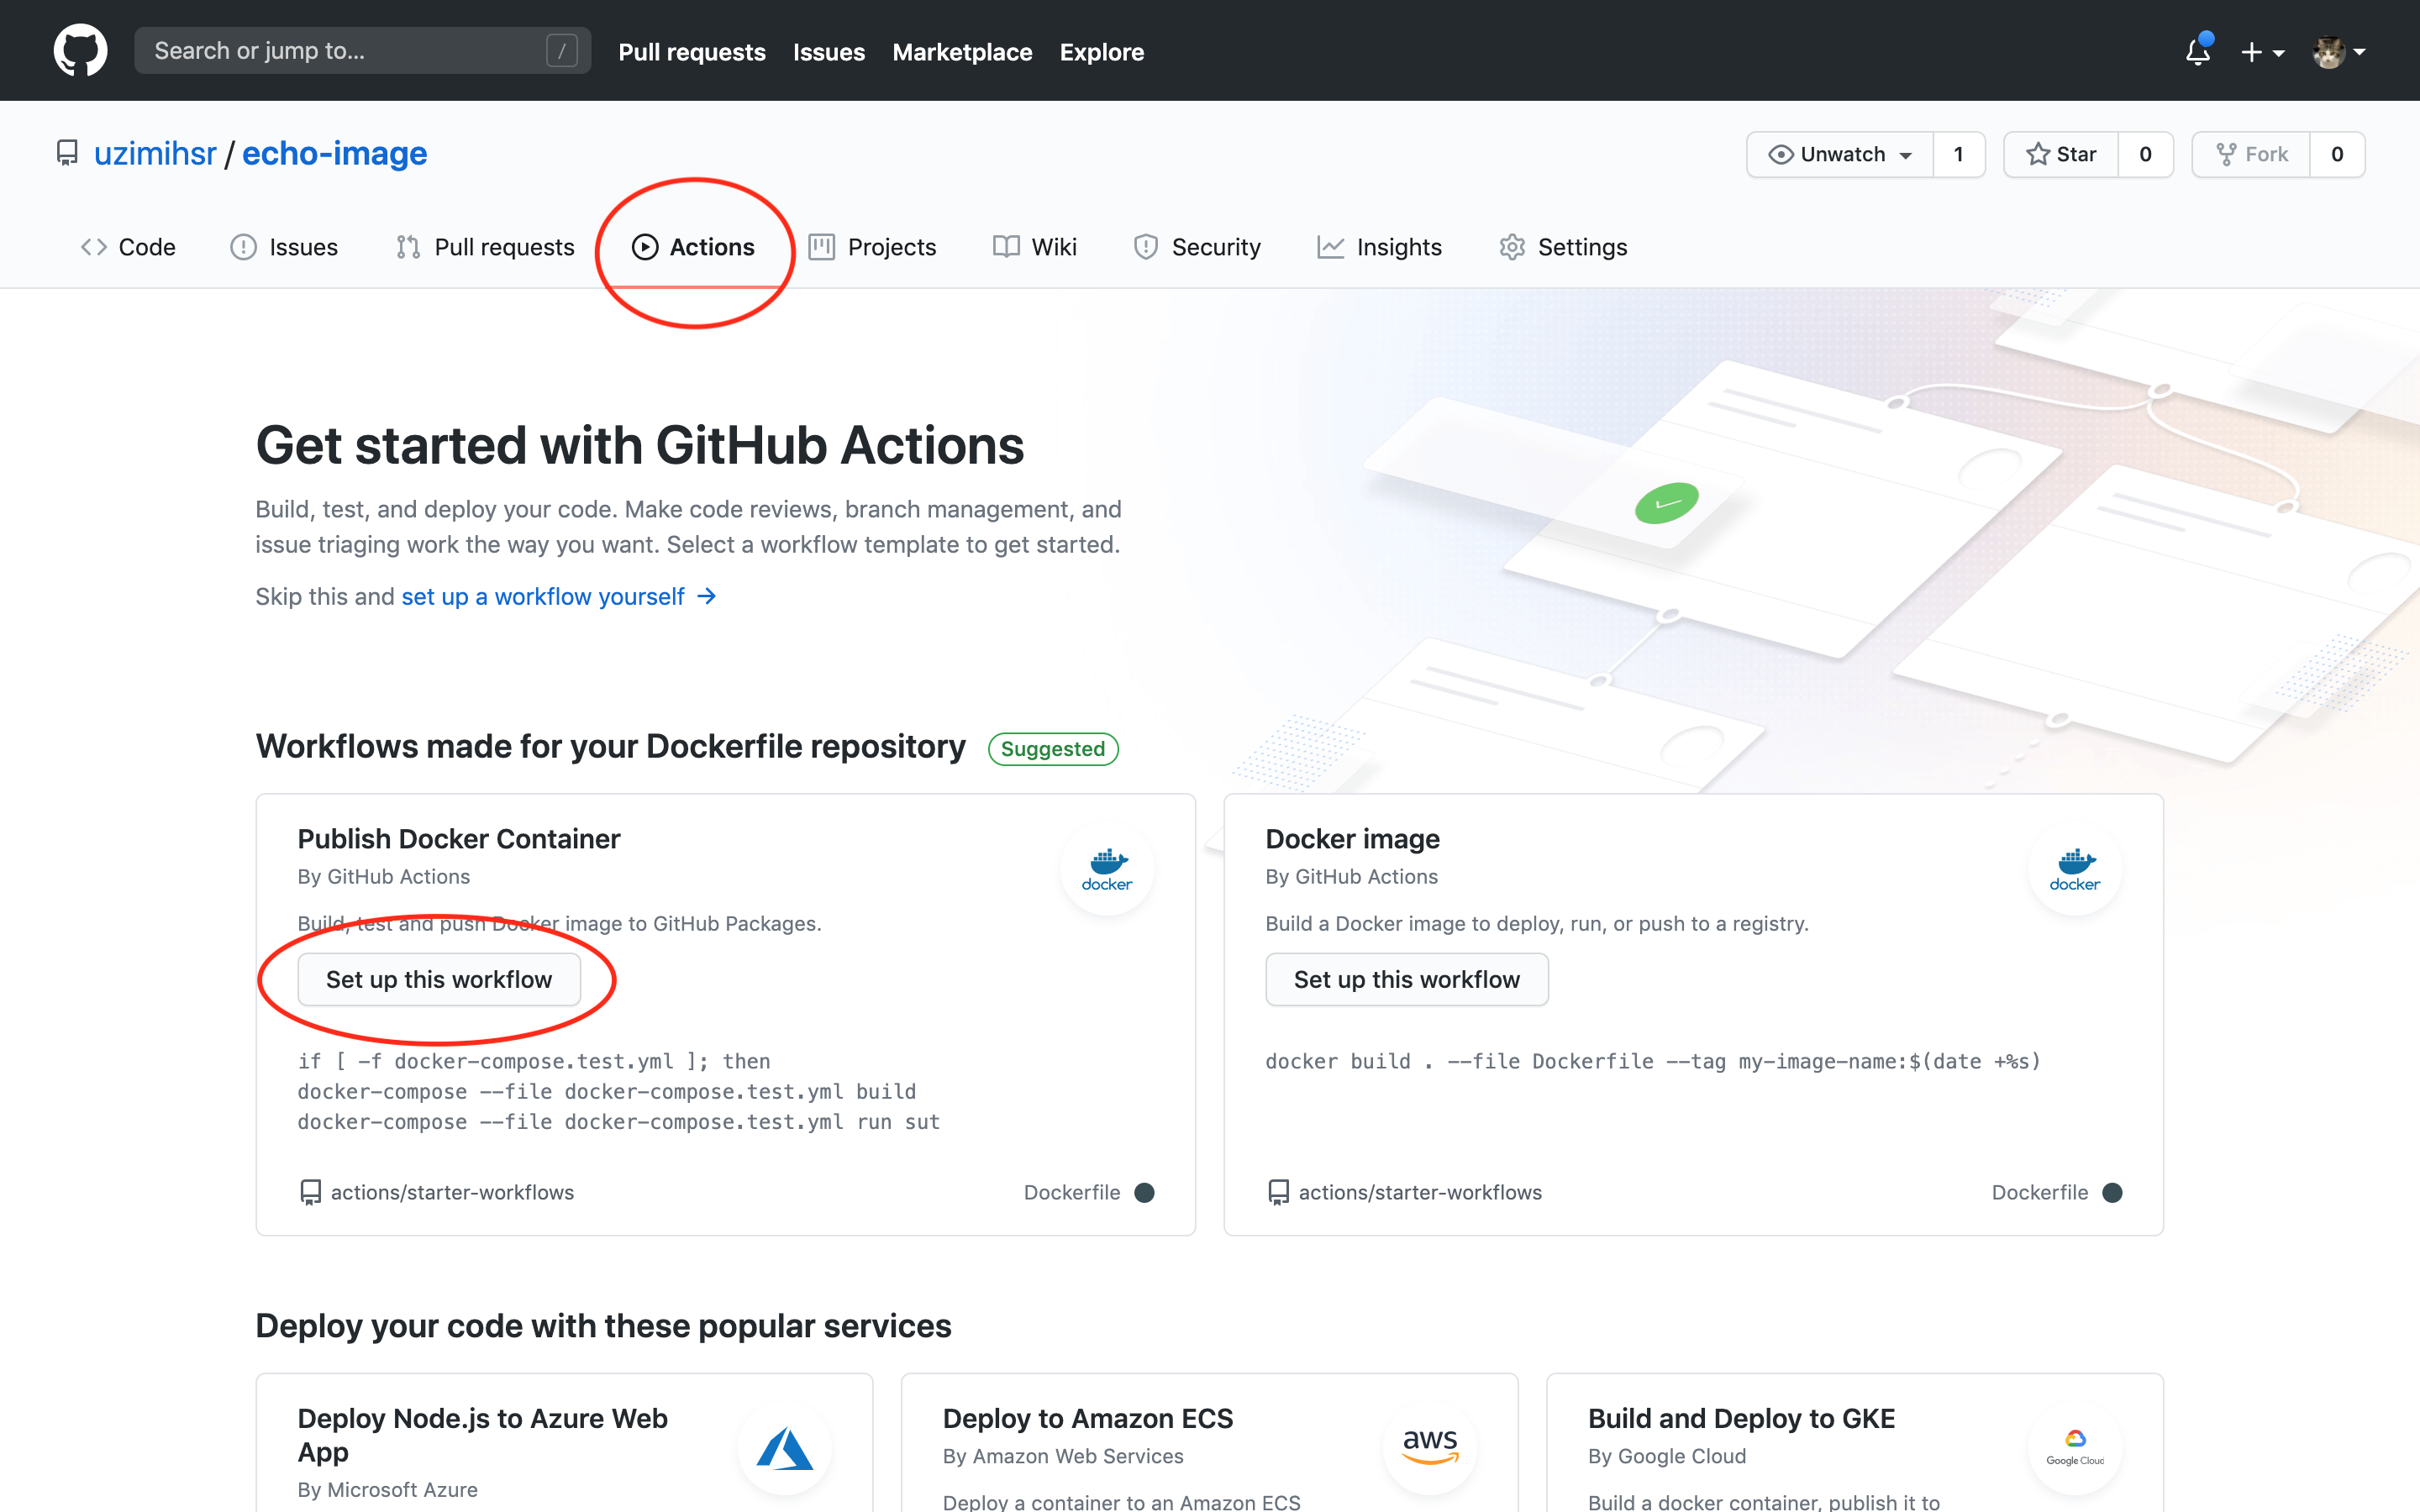 Search or jump to... /
Pull requests Issues Marketplace Explore
uzimihsr / echo-image
Unwatch 1 Star 0 Fork 0
Code Issues Pull requests Actions Projects Wiki Security Insights Settings
Get started with GitHub Actions
Build, test, and deploy your code. Make code reviews, branch management, and
issue triaging work the way you want. Select a workflow template to get started.
Skip this and set up a workflow yourself →
Workflows made for your Dockerfile repository Suggested
Publish Docker Container
By GitHub Actions
docker
Build, test and push Docker image to GitHub Packages.
Set up this workflow
if [ -f docker-compose.test.yml ]; then
docker-compose --file docker-compose.test.yml build
docker-compose --file docker-compose.test.yml run sut
actions/starter-workflows Dockerfile
Docker image
By GitHub Actions
docker
Build a Docker image to deploy, run, or push to a registry.
Set up this workflow
docker build . --file Dockerfile --tag my-image-name:$(date +%s)
actions/starter-workflows Dockerfile
Deploy your code with these popular services
Deploy Node.js to Azure Web
App
By Microsoft Azure
Deploy to Amazon ECS
By Amazon Web Services
aws
Deploy a container to an Amazon ECS
Build and Deploy to GKE
By Google Cloud
Google Cloud
Build a docker container, publish it to